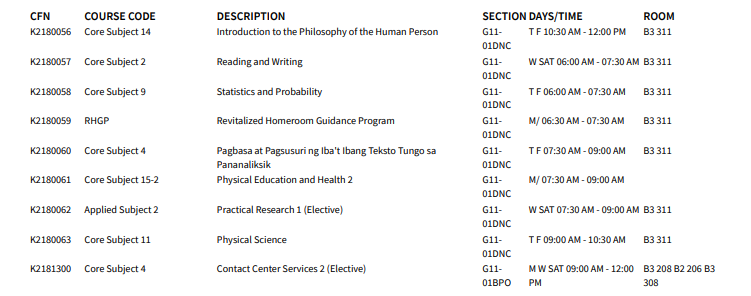 CFN COURSE CODE DESCRIPTION SECTION DAYS/TIME ROOM
K2180056 Core Subject 14 Introduction to the Philosophy of the Human Person G11- T F 10:30 AM - 12:00 PM B3 311
01DNC
K2180057 Core Subject 2 Reading and Writing G11- W SAT 06:00 AM - 07:30 AM B3 311
01DNC
K2180058 Core Subject 9 Statistics and Probability G11- T F 06:00 AM - 07:30 AM B3 311
01DNC
K2180059 RHGP Revitalized Homeroom Guidance Program G11- M/ 06:30 AM - 07:30 AM B3 311
01DNC
K2180060 Core Subject 4 Pagbasa at Pagsusuri ng Iba't Ibang Teksto Tungo sa G11- T F 07:30 AM - 09:00 AM B3 311
Pananaliksik 01DNC
K2180061 Core Subject 15-2 Physical Education and Health 2 G11- M/ 07:30 AM - 09:00 AM
01DNC
K2180062 Applied Subject 2 Practical Research 1 (Elective) G11- W SAT 07:30 AM - 09:00 AM B3 311
01DNC
K2180063 Core Subject 11 Physical Science G11- T F 09:00 AM - 10:30 AM B3 311
01DNC
K2181300 Core Subject 4 Contact Center Services 2 (Elective) G11- M W SAT 09:00 AM - 12:00 B3 208 B2 206 B3
01BPO PM 308